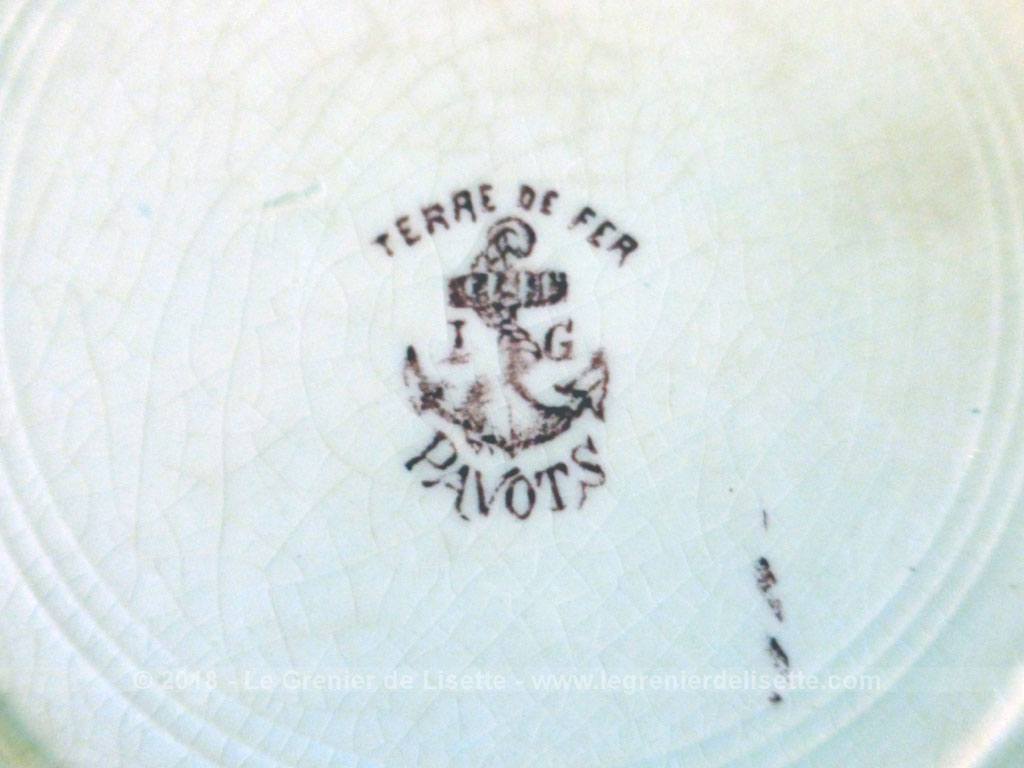 TERRE DE FER
I G
PAVOTS
© 2018 - Le Grenier de Lisette - www.legrenierdelisette.com